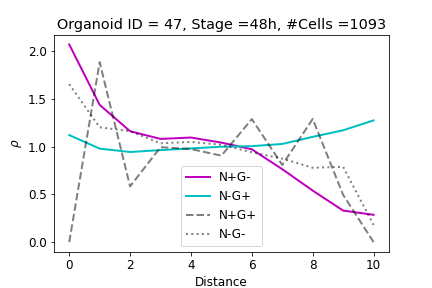 Organoid ID = 47, Stage =48h, #Cells =1093
2.0
1.5
1.0
0.5
0.0
ρ
N+G-
N-G+
N+G+
N-G-
0 2 4 6 8 10
Distance